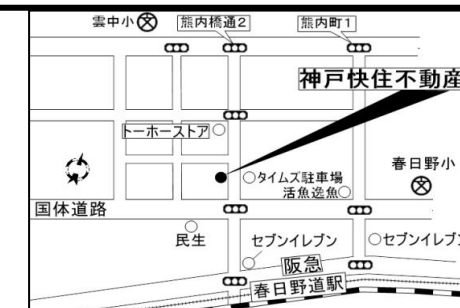 雲中小
熊内橋通2
熊内町1
神戸快住不動産
トーホーストア
タイムズ駐車場
活魚逸魚
春日野小
国体道路
民生
セブンイレブン
セブンイレブ
阪急
春日野道駅